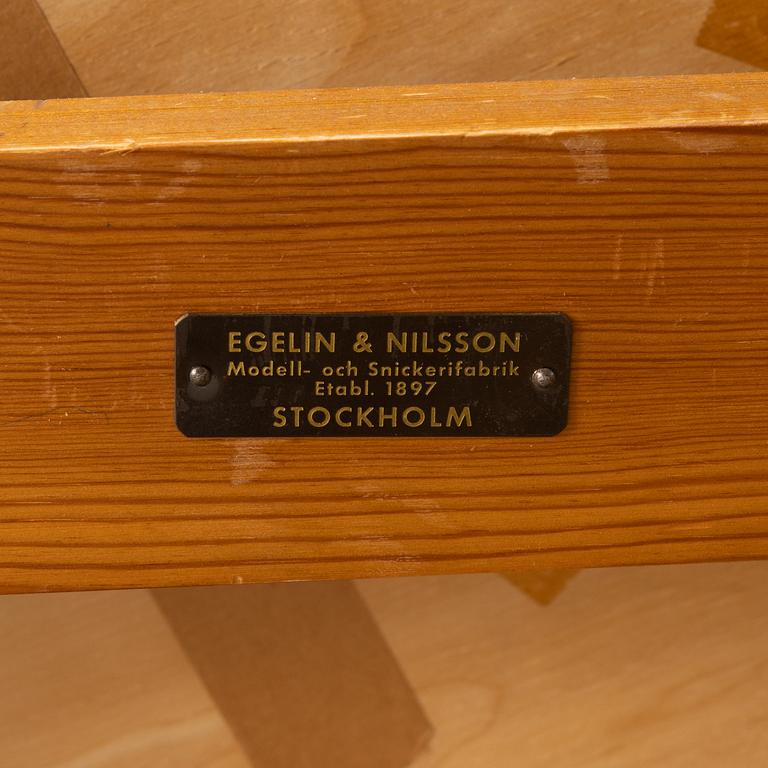 EGELIN & NILSSON
Modell- och Snickerifabrik
Etabl. 1897
STOCKHOLM